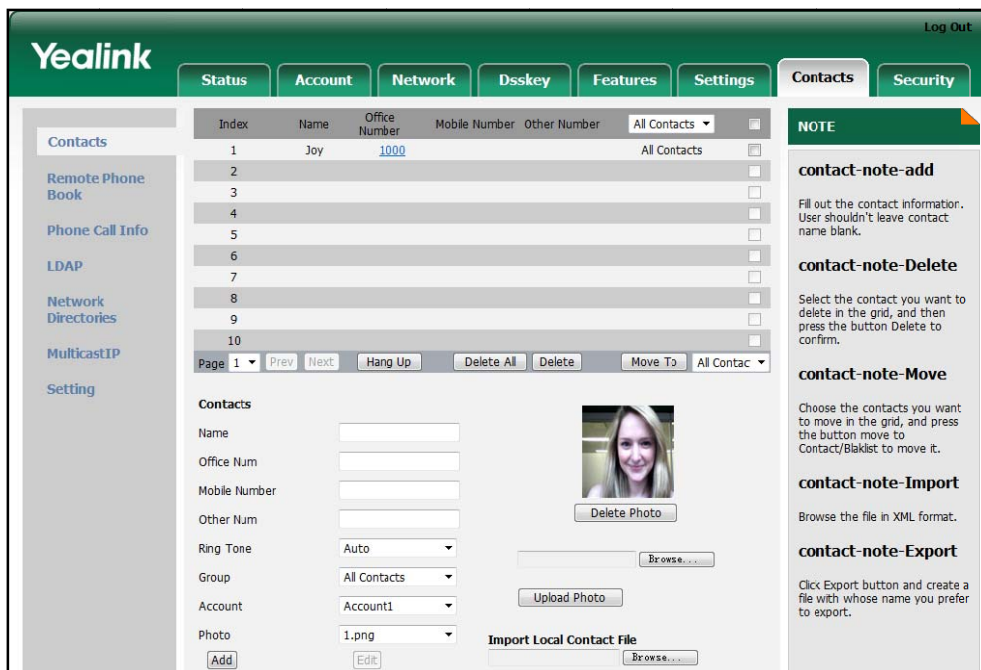 Log Out
Yealink
Status Account Network Dsskey Features Settings Contacts Security
Contacts
Remote Phone
Book
Phone Call Info
LDAP
Network
Directories
MulticastIP
Setting
Index Name Office Number Mobile Number Other Number All Contacts
1 Joy 1000 All Contacts
2
3
4
5
6
7
8
9
10
Page 1 Prev Next Hang Up Delete All Delete Move To All Contac
Contacts
Name
Office Num
Mobile Number
Other Num
Ring Tone Auto
Group All Contacts
Account Account1
Photo 1.png
Add Edit
Delete Photo
Browse...
Upload Photo
Import Local Contact File
Browse...
NOTE
contact-note-add
Fill out the contact information.
User shouldn't leave contact
name blank.
contact-note-Delete
Select the contact you want to
delete in the grid, and then
press the button Delete to
confirm.
contact-note-Move
Choose the contacts you want
to move in the grid, and press
the button move to
Contact/Blaklist to move it.
contact-note-Import
Browse the file in XML format.
contact-note-Export
Click Export button and create a
file with whose name you prefer
to export.